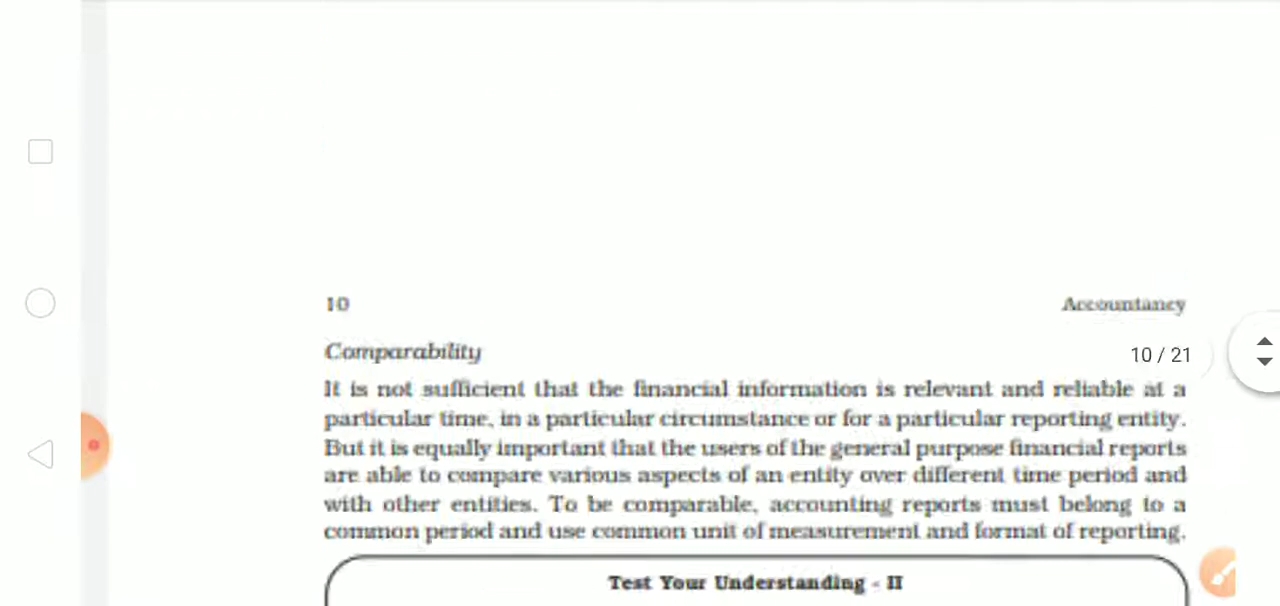 10 Accountancy
Comparability
10 / 21
It is not sufficient that the financial information is relevant and reliable at a
particular time, in a particular circumstance or for a particular reporting entity.
But it is equally important that the users of the general purpose financial reports
are able to compare various aspects of an entity over different time period and
with other entities. To be comparable, accounting reports must belong to a
common period and use common unit of measurement and format of reporting.
Test Your Understanding - II